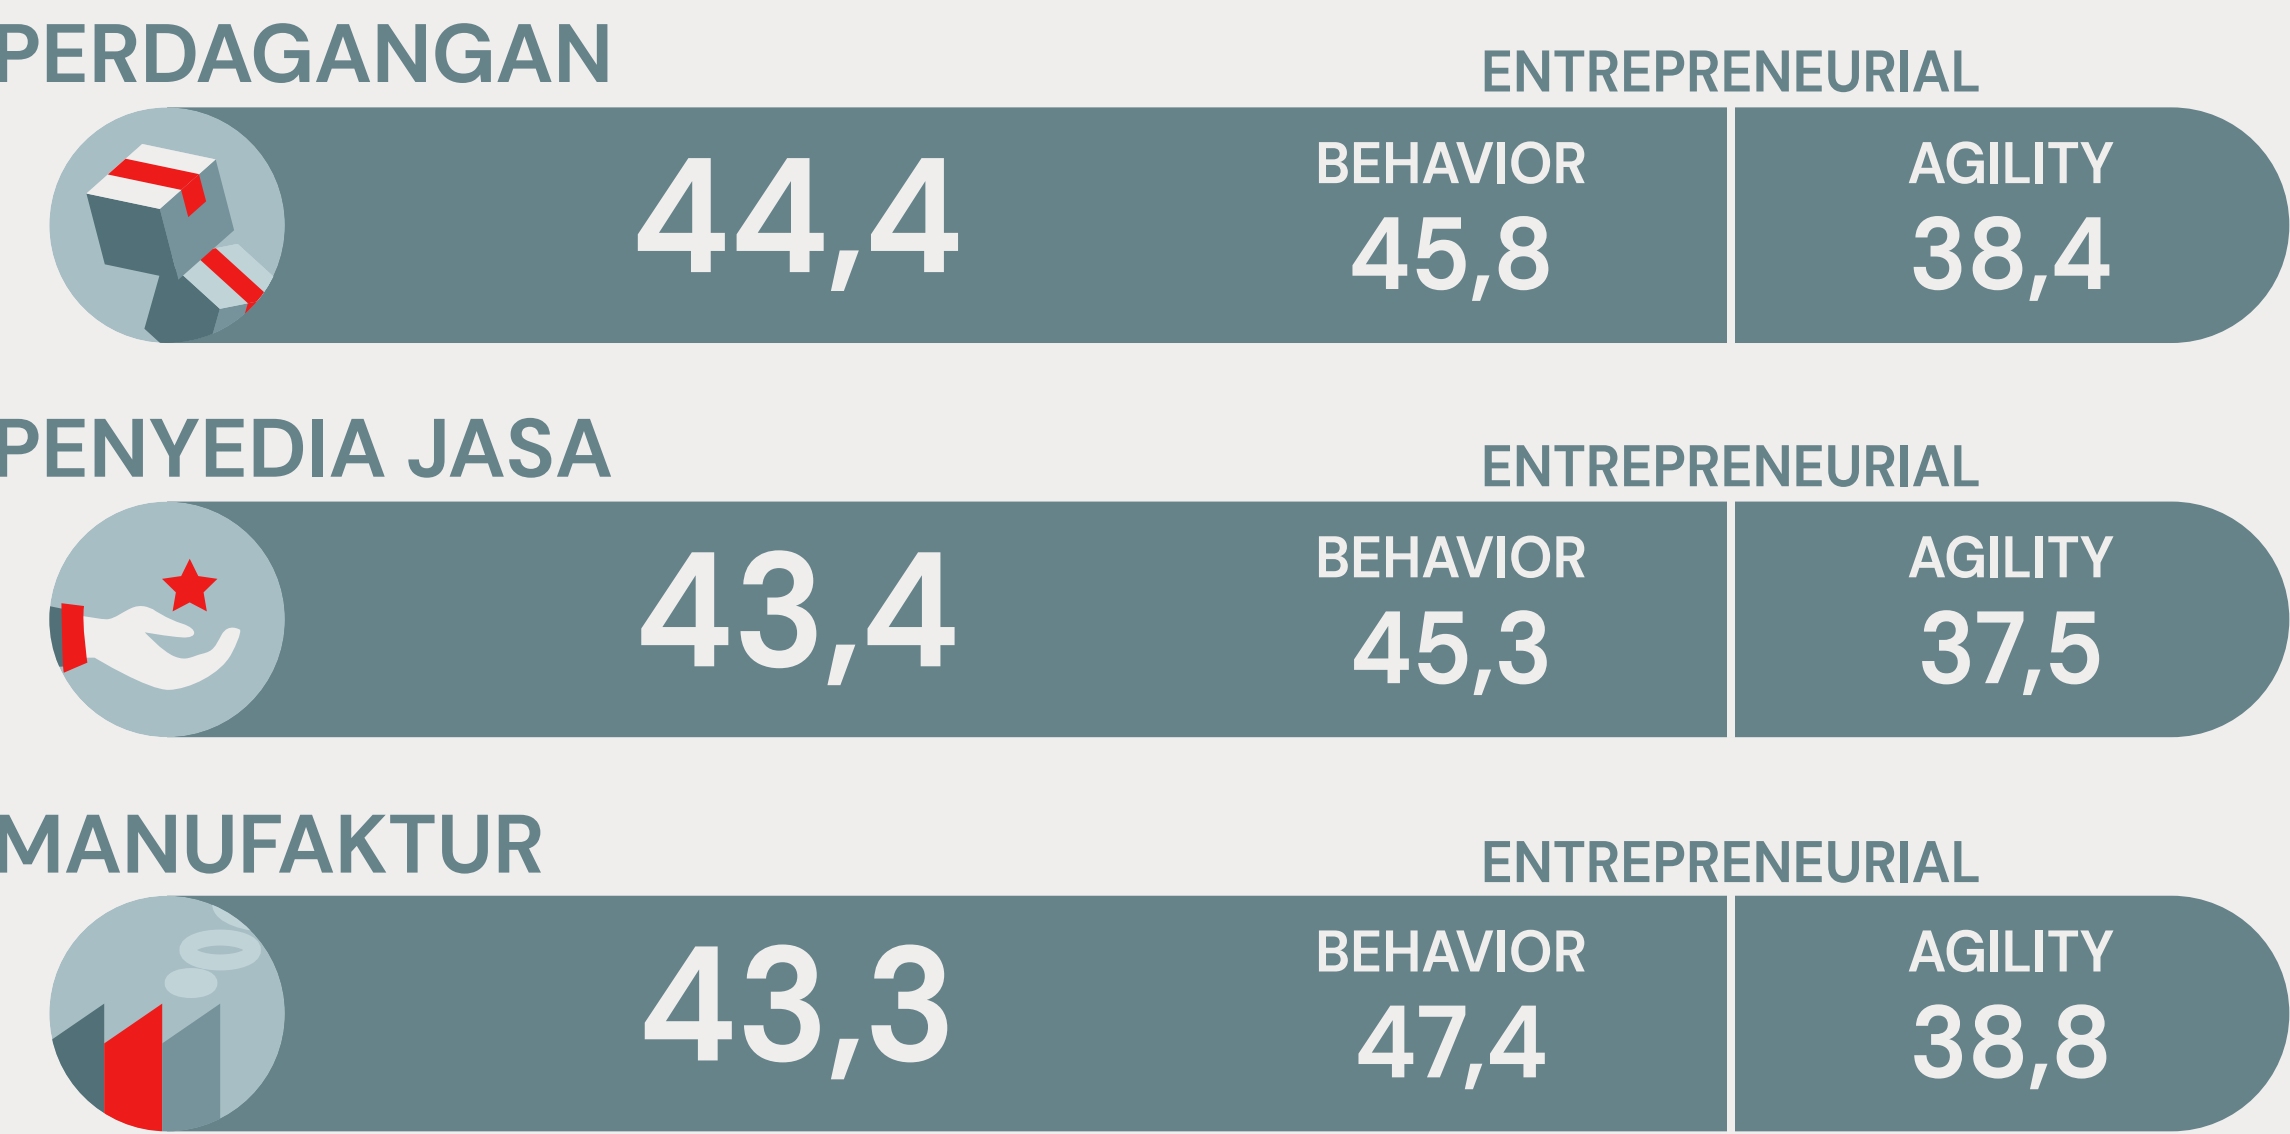 PERDAGANGAN
ENTREPRENEURIAL
44,4
BEHAVIOR
45,8
AGILITY
38,4
PENYEDIA JASA
ENTREPRENEURIAL
43,4
BEHAVIOR
45,3
AGILITY
37,5
MANUFAKTUR
ENTREPRENEURIAL
43,3
BEHAVIOR
47,4
AGILITY
38,8